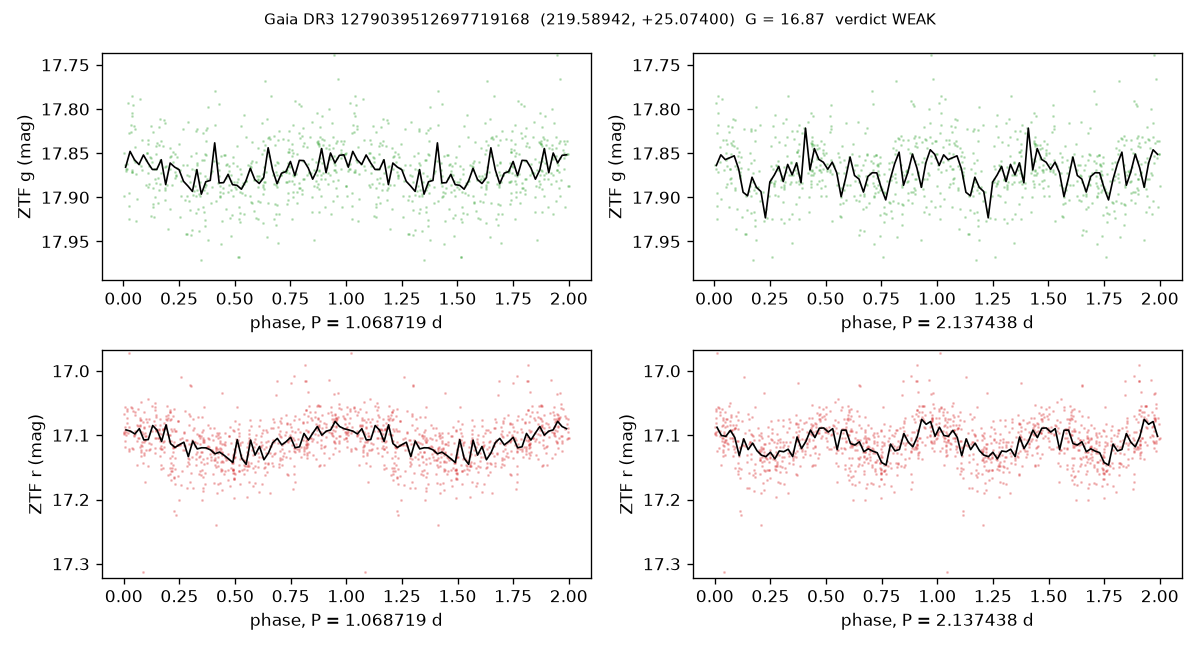 Gaia DR3 1279039512697719168  (219.58942, +25.07400)  G = 16.87  verdict WEAK
ZTF g (mag)
17.75
17.80
17.85
17.90
17.95
0.00 0.25 0.50 0.75 1.00 1.25 1.50 1.75 2.00
phase, P = 1.068719 d
ZTF g (mag)
17.75
17.80
17.85
17.90
17.95
0.00 0.25 0.50 0.75 1.00 1.25 1.50 1.75 2.00
phase, P = 2.137438 d
ZTF r (mag)
17.0
17.1
17.2
17.3
0.00 0.25 0.50 0.75 1.00 1.25 1.50 1.75 2.00
phase, P = 1.068719 d
ZTF r (mag)
17.0
17.1
17.2
17.3
0.00 0.25 0.50 0.75 1.00 1.25 1.50 1.75 2.00
phase, P = 2.137438 d